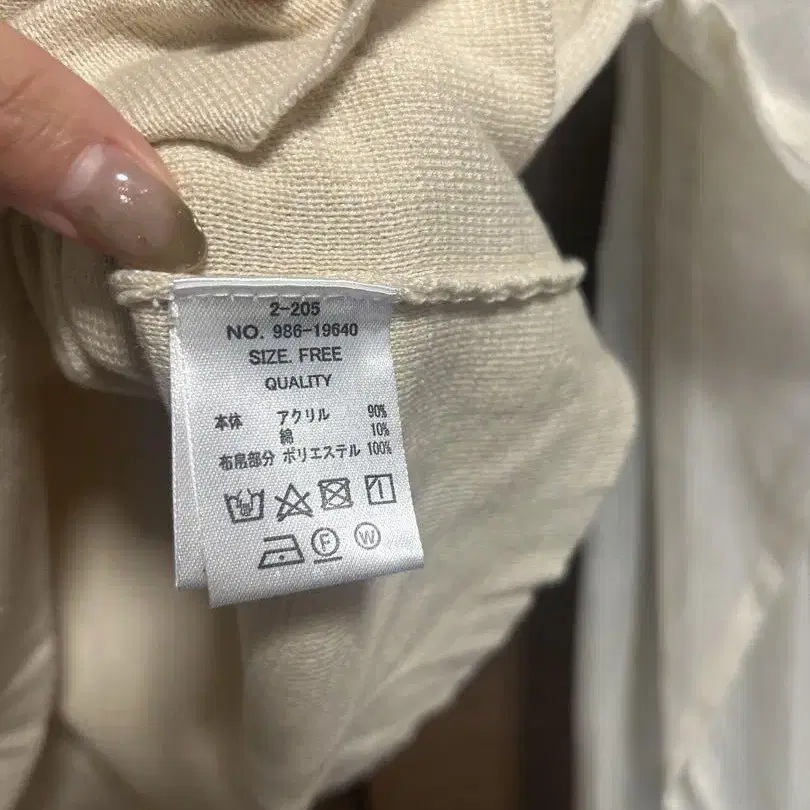 2-205
NO. 986-19640
SIZE. FREE
QUALITY
本体 アクリル 90%
綿 10%
布帛部分 ポリエステル 100%
F
W